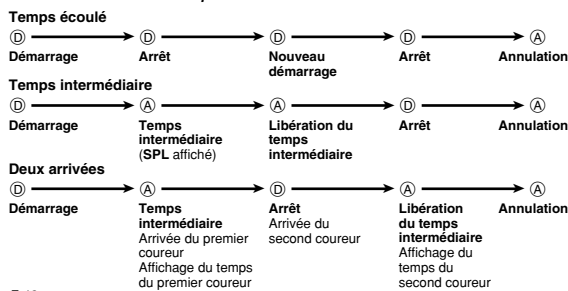 Temps écoulé
Ⓓ Ⓓ Ⓓ Ⓓ Ⓐ
Démarrage Arrêt Nouveau démarrage Arrêt Annulation
Temps intermédiaire
Ⓓ Ⓐ Ⓐ Ⓓ Ⓐ
Démarrage Temps intermédiaire (SPL affiché) Libération du temps intermédiaire Arrêt Annulation
Deux arrivées
Ⓓ Ⓐ Ⓓ Ⓐ Ⓐ
Démarrage
Temps
intermédiaire
Arrivée du premier
coureur
Affichage du temps
du premier coureur
Arrêt
Arrivée du
second coureur
Libération
du temps
intermédiaire
Affichage du
temps du
second coureur
Annulation